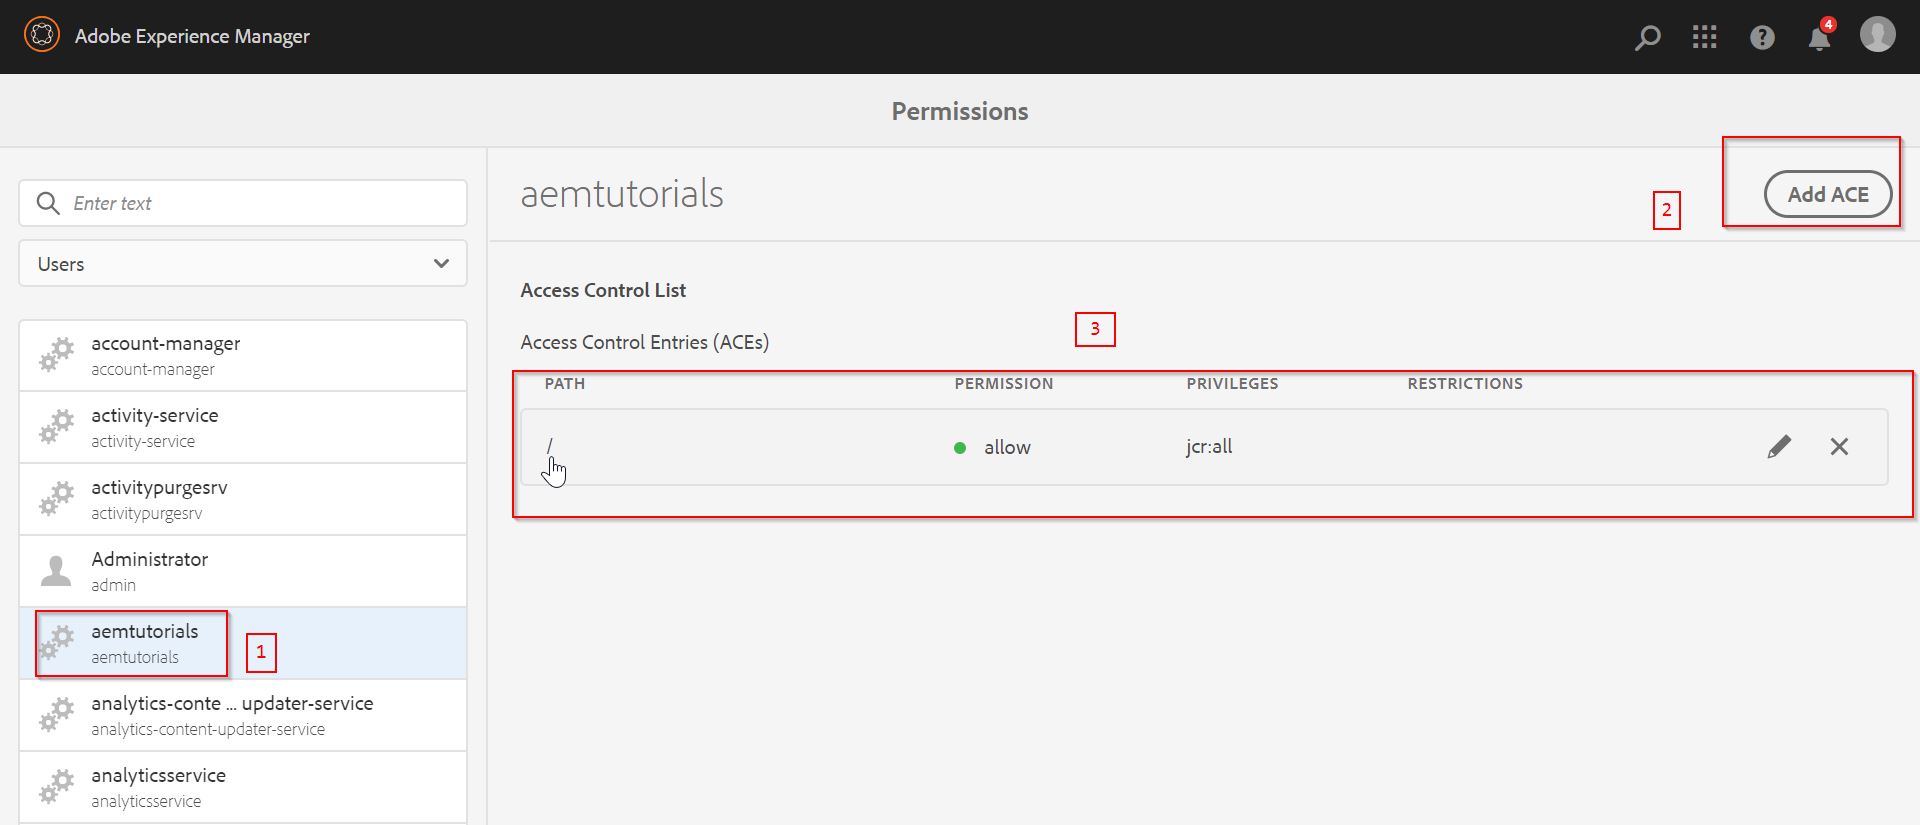 Adobe Experience Manager
4
Permissions
Enter text
Users
account-manager
account-manager
activity-service
activity-service
activitypurgesrv
activitypurgesrv
Administrator
admin
aemtutorials
aemtutorials
1
analytics-conte ... updater-service
analytics-content-updater-service
analyticsservice
analyticsservice
aemtutorials
2
Add ACE
Access Control List
3
Access Control Entries (ACEs)
PATH PERMISSION PRIVILEGES RESTRICTIONS
/ allow jcr:all